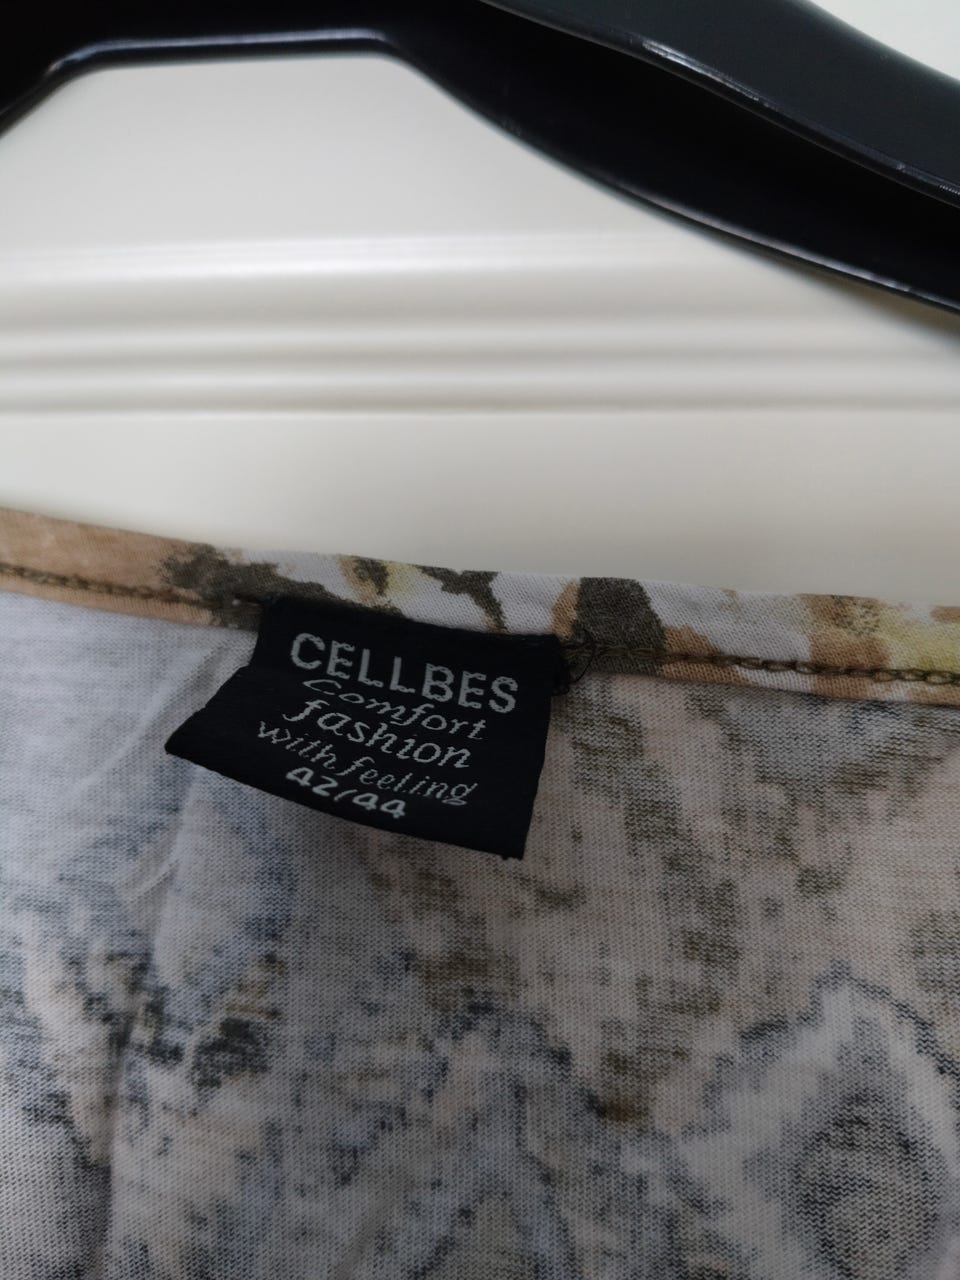 CELLBES
Comfort
fashion
with feeling
42/44